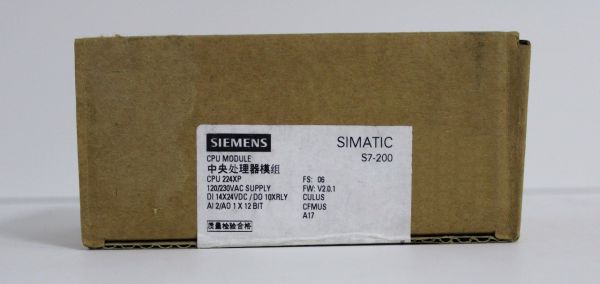 SIEMENS
SIMATIC
S7-200
CPU MODULE
中央处理器模组
CPU 224XP
120/230VAC SUPPLY
DI 14X24VDC / DO 10XRLY
AI 2/AO 1 X 12 BIT
FS: 06
FW: V2.0.1
CULUS
CFMUS
A17
质量检验合格